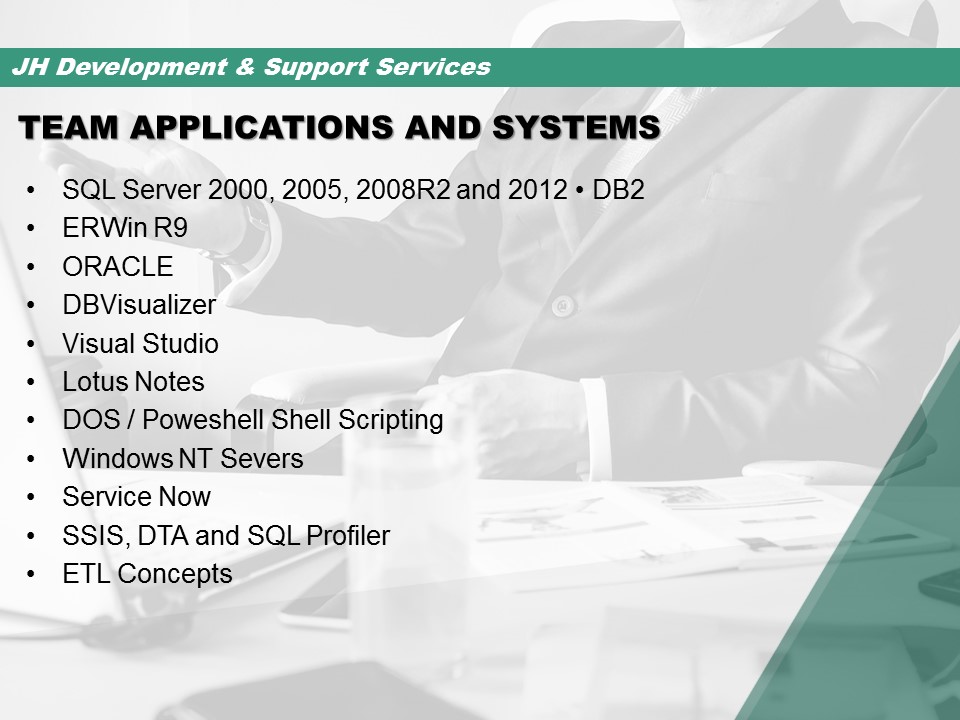 JH Development & Support Services
TEAM APPLICATIONS AND SYSTEMS
• SQL Server 2000, 2005, 2008R2 and 2012 • DB2
• ERWin R9
• ORACLE
• DBVisualizer
• Visual Studio
• Lotus Notes
• DOS / Poweshell Shell Scripting
• Windows NT Severs
• Service Now
• SSIS, DTA and SQL Profiler
• ETL Concepts